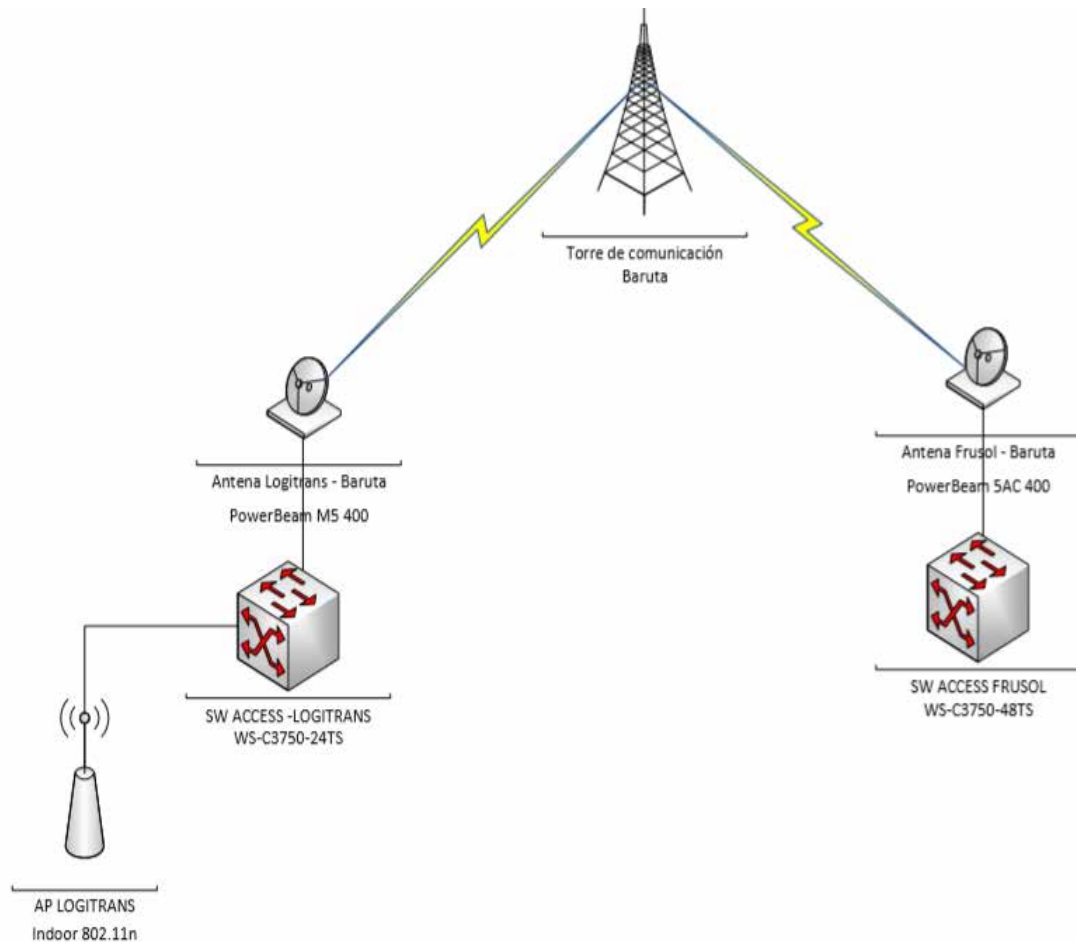 Torre de comunicación
Baruta
Antena Logitrans - Baruta
PowerBeam M5 400
Antena Frusol - Baruta
PowerBeam 5AC 400
SW ACCESS -LOGITRANS
WS-C3750-24TS
SW ACCESS FRUSOL
WS-C3750-48TS
AP LOGITRANS
Indoor 802.11n